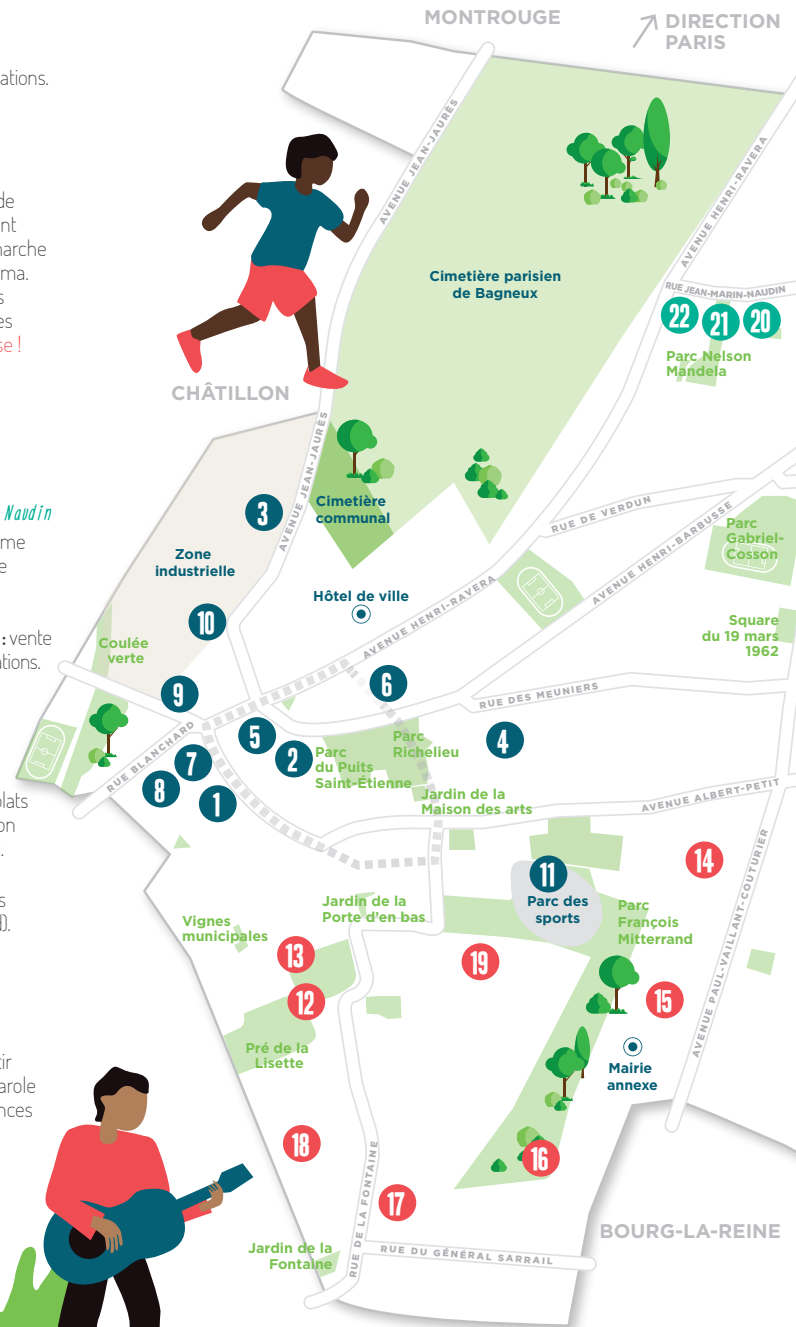 ations.
de
nt
marche
ma.
s
es
se !
Naudin
me
e
: vente
ations.
plats
on
.
s
d).
tir
arole
nces
MONTROUGE
DIRECTION
PARIS
AVENUE JEAN-JAURÈS
AVENUE HENRI-RAVERA
Cimetière parisien
de Bagneux
RUE JEAN-MARIN-NAUDIN
22
21
20
Parc Nelson
Mandela
CHÂTILLON
AVENUE JEAN-JAURÈS
Cimetière
communal
3
Zone
industrielle
RUE DE VERDUN
AVENUE HENRI-BARBUSSE
Parc
Gabriel-
Cosson
Hôtel de ville
AVENUE HENRI-RAVERA
10
Coulée
verte
Square
du 19 mars
1962
6
9
RUE DES MEUNIERS
RUE BLANCHARD
5
2
Parc
du Puits
Saint-Étienne
Parc
Richelieu
4
7
8
1
Jardin de la
Maison des arts
AVENUE ALBERT-PETIT
14
11
Parc des
sports
Parc
François
Mitterrand
AVENUE PAUL-VAILLANT-COUTURIER
Jardin de la
Porte d'en bas
Vignes
municipales
13
19
12
15
Pré de la
Lisette
Mairie
annexe
18
16
17
RUE DE LA FONTAINE
BOURG-LA-REINE
Jardin de la
Fontaine
RUE DU GÉNÉRAL SARRAIL